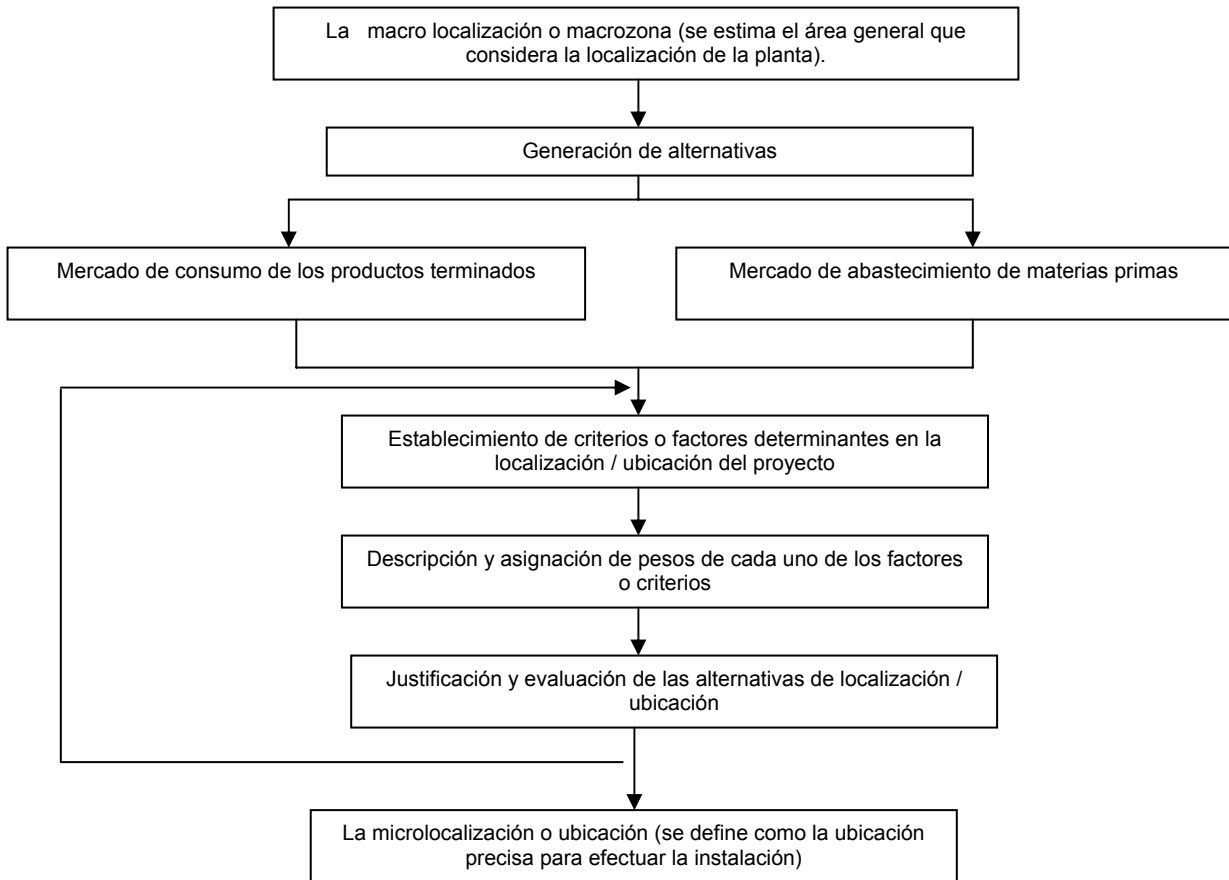 La macro localización o macrozona (se estima el área general que
considera la localización de la planta).
Generación de alternativas
Mercado de consumo de los productos terminados
Mercado de abastecimiento de materias primas
Establecimiento de criterios o factores determinantes en la
localización / ubicación del proyecto
Descripción y asignación de pesos de cada uno de los factores
o criterios
Justificación y evaluación de las alternativas de localización /
ubicación
La microlocalización o ubicación (se define como la ubicación
precisa para efectuar la instalación)